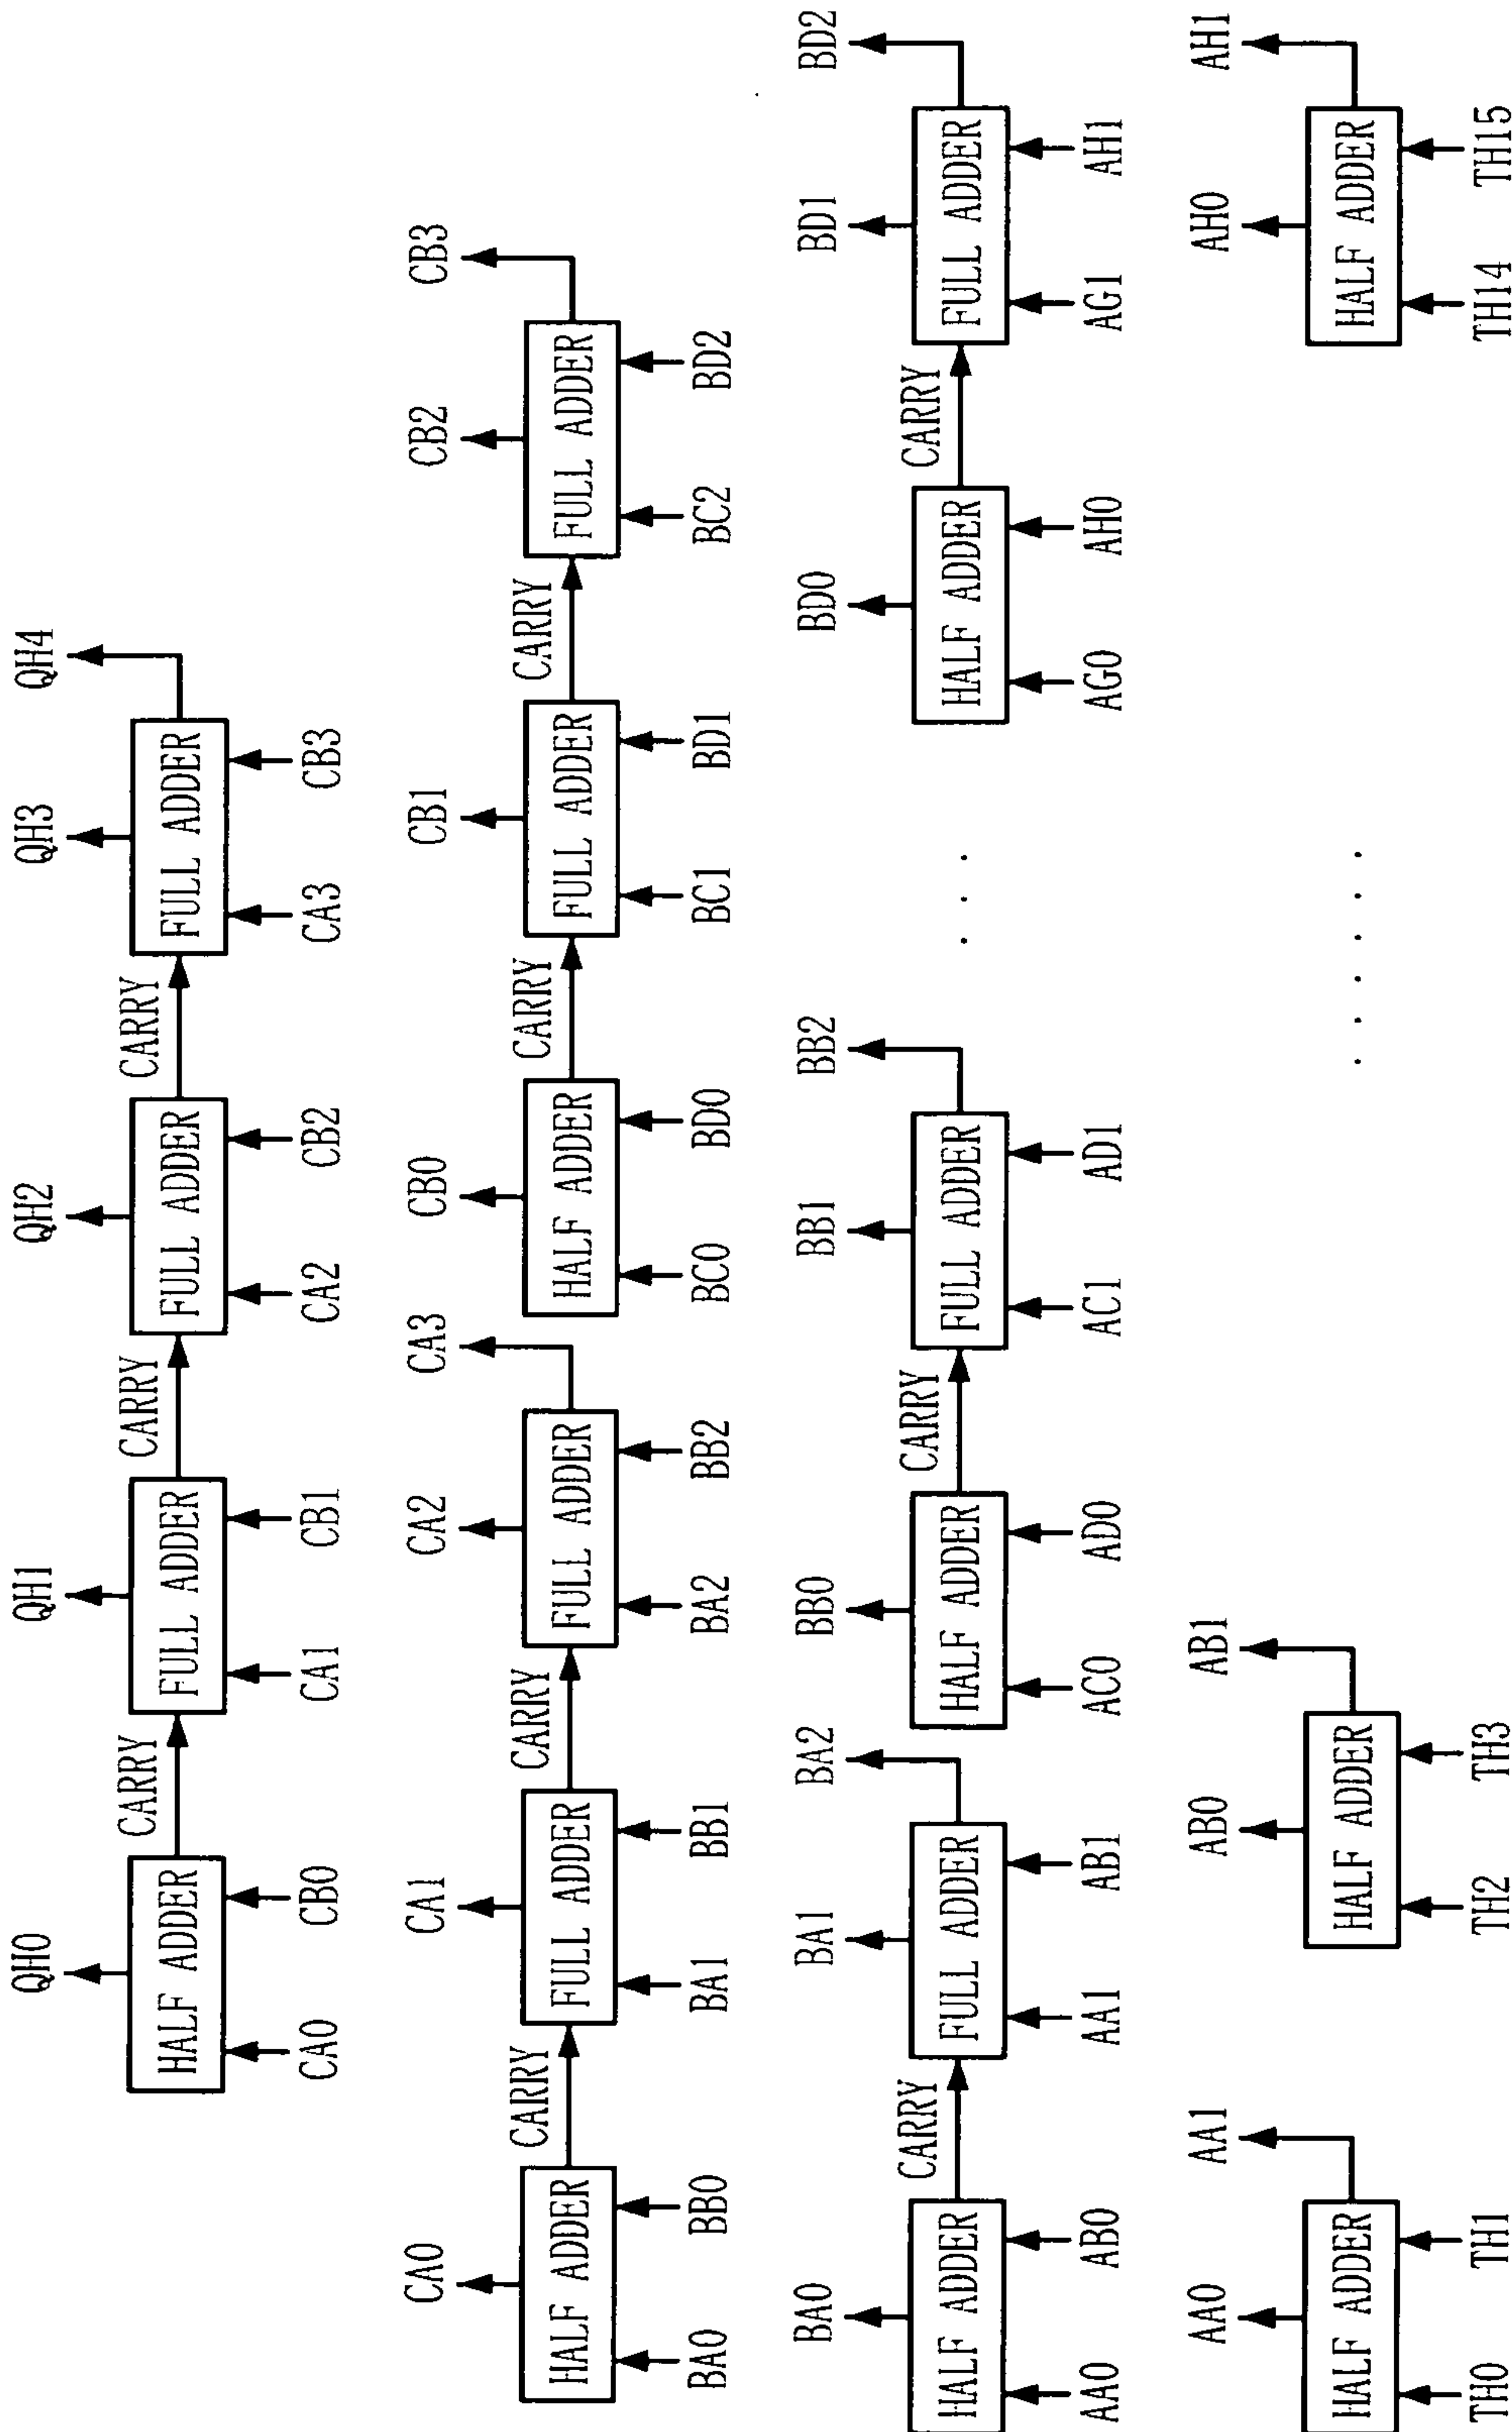 QH0 QH1 QH2 QH3 QH4
HALF ADDER CARRY FULL ADDER CARRY FULL ADDER CARRY FULL ADDER
CA0 CB0 CA1 CB1 CA2 CB2 CA3 CB3
CA0 CA1 CA2 CA3 CB0 CB1 CB2 CB3
HALF ADDER CARRY FULL ADDER CARRY FULL ADDER HALF ADDER CARRY FULL ADDER CARRY FULL ADDER
BA0 BB0 BA1 BB1 BA2 BB2 BC0 BD0 BC1 BD1 BC2 BD2
BA0 BA1 BA2 BB0 BB1 BB2 BD0 BD1 BD2
HALF ADDER CARRY FULL ADDER HALF ADDER CARRY FULL ADDER . . . HALF ADDER CARRY FULL ADDER
AA0 AB0 AA1 AB1 AC0 AD0 AC1 AD1 AG0 AH0 AG1 AH1
AA0 AA1 AB0 AB1 AH0 AH1
HALF ADDER HALF ADDER . . . . . . HALF ADDER
TH0 TH1 TH2 TH3 TH14 TH15